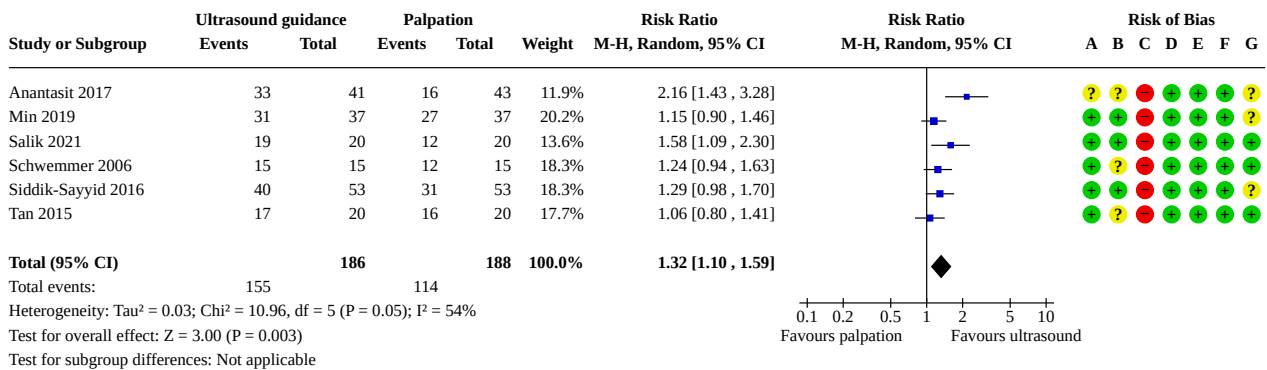 Ultrasound guidance Palpation Risk Ratio Risk Ratio Risk of Bias
Study or Subgroup Events Total Events Total Weight M-H, Random, 95% CI M-H, Random, 95% CI A B C D E F G
Anantasit 2017 33 41 16 43 11.9% 2.16 [1.43 , 3.28] ? ? − + + + ?
Min 2019 31 37 27 37 20.2% 1.15 [0.90 , 1.46] + + − + + + ?
Salik 2021 19 20 12 20 13.6% 1.58 [1.09 , 2.30] + + − + + + +
Schwemmer 2006 15 15 12 15 18.3% 1.24 [0.94 , 1.63] + ? − + + + +
Siddik-Sayyid 2016 40 53 31 53 18.3% 1.29 [0.98 , 1.70] + + − + + + ?
Tan 2015 17 20 16 20 17.7% 1.06 [0.80 , 1.41] + ? − + + + +
Total (95% CI) 186 188 100.0% 1.32 [1.10 , 1.59]
Total events: 155 114
Heterogeneity: Tau² = 0.03; Chi² = 10.96, df = 5 (P = 0.05); I² = 54%
0.1 0.2 0.5 1 2 5 10
Test for overall effect: Z = 3.00 (P = 0.003)
Favours palpation Favours ultrasound
Test for subgroup differences: Not applicable